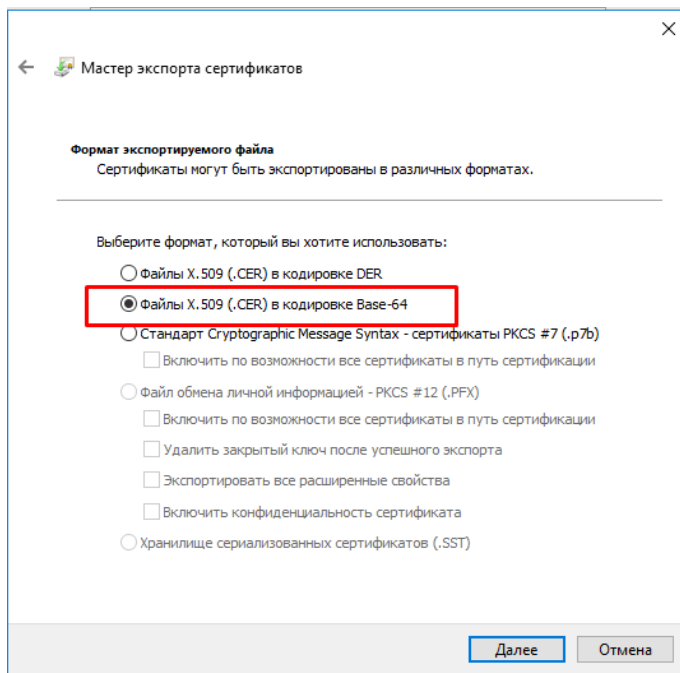 Мастер экспорта сертификатов
Формат экспортируемого файла
Сертификаты могут быть экспортированы в различных форматах.
Выберите формат, который вы хотите использовать:
Файлы X.509 (.CER) в кодировке DER
Файлы X.509 (.CER) в кодировке Base-64
Стандарт Cryptographic Message Syntax - сертификаты PKCS #7 (.p7b)
Включить по возможности все сертификаты в путь сертификации
Файл обмена личной информацией - PKCS #12 (.PFX)
Включить по возможности все сертификаты в путь сертификации
Удалить закрытый ключ после успешного экспорта
Экспортировать все расширенные свойства
Включить конфиденциальность сертификата
Хранилище сериализованных сертификатов (.SST)
Далее
Отмена